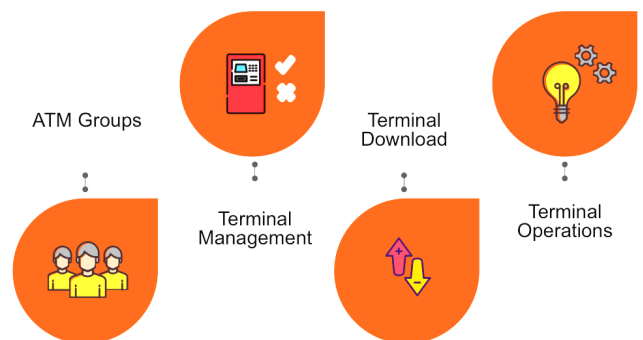 ATM Groups
Terminal
Management
Terminal
Download
Terminal
Operations